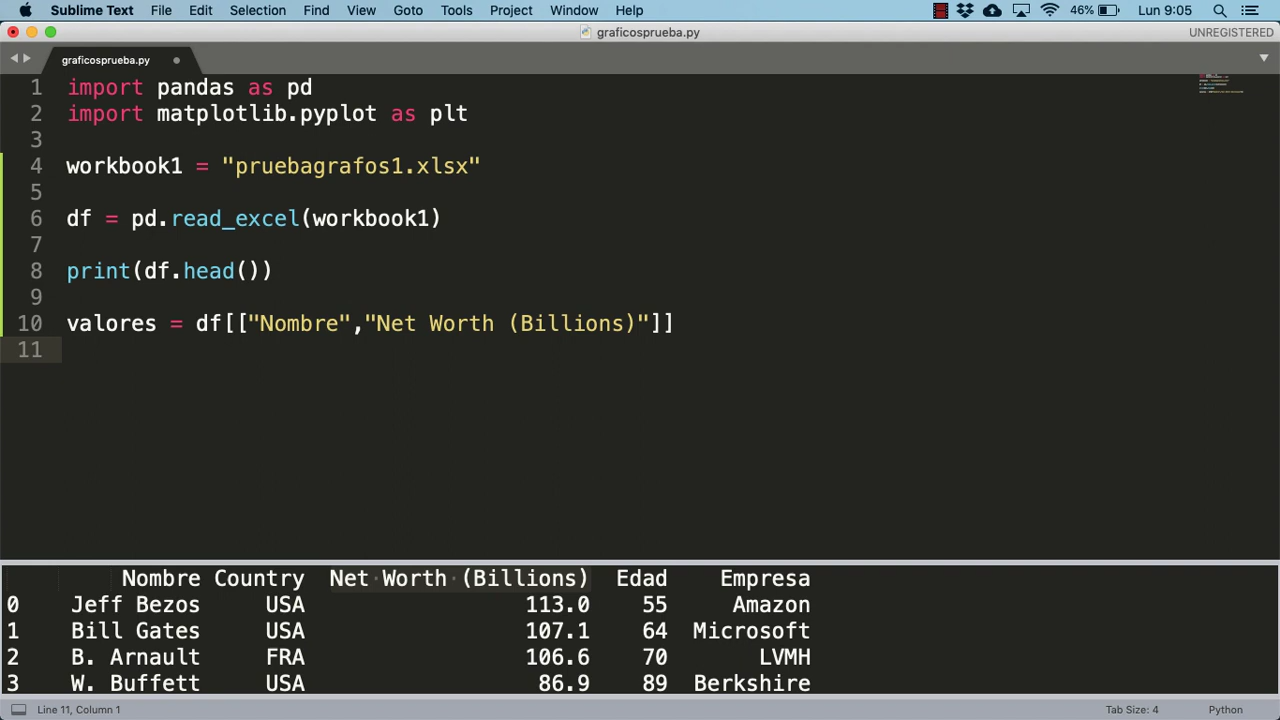 Sublime Text File Edit Selection Find View Goto Tools Project Window Help 46% Lun 9:05
graficosprueba.py UNREGISTERED
graficosprueba.py
1 import pandas as pd
2 import matplotlib.pyplot as plt
3
4 workbook1 = "pruebagrafos1.xlsx"
5
6 df = pd.read_excel(workbook1)
7
8 print(df.head())
9
10 valores = df[["Nombre","Net Worth (Billions)"]]
11
Nombre Country Net·Worth·(Billions) Edad Empresa
0 Jeff Bezos USA 113.0 55 Amazon
1 Bill Gates USA 107.1 64 Microsoft
2 B. Arnault FRA 106.6 70 LVMH
3 W. Buffett USA 86.9 89 Berkshire
Line 11, Column 1 Tab Size: 4 Python